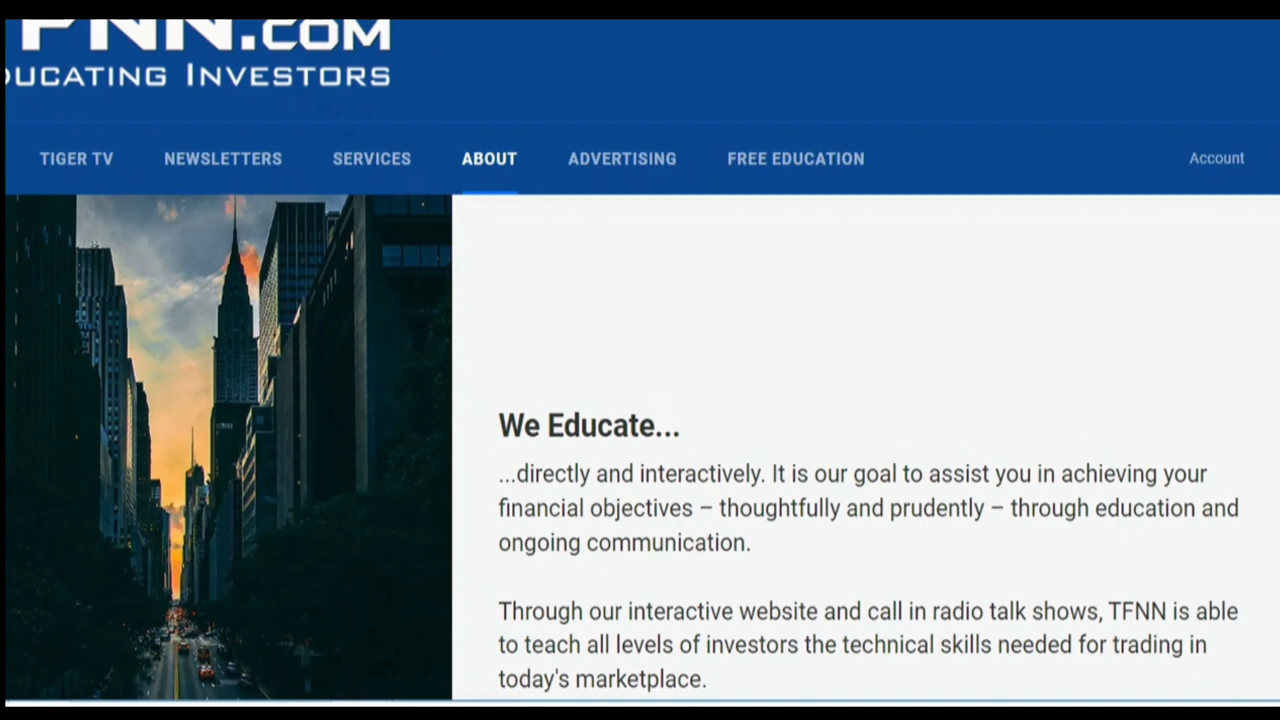 FNN.COM
DUCATING INVESTORS
TIGER TV NEWSLETTERS SERVICES ABOUT ADVERTISING FREE EDUCATION Account
We Educate...
...directly and interactively. It is our goal to assist you in achieving your
financial objectives – thoughtfully and prudently – through education and
ongoing communication.
Through our interactive website and call in radio talk shows, TFNN is able
to teach all levels of investors the technical skills needed for trading in
today's marketplace.